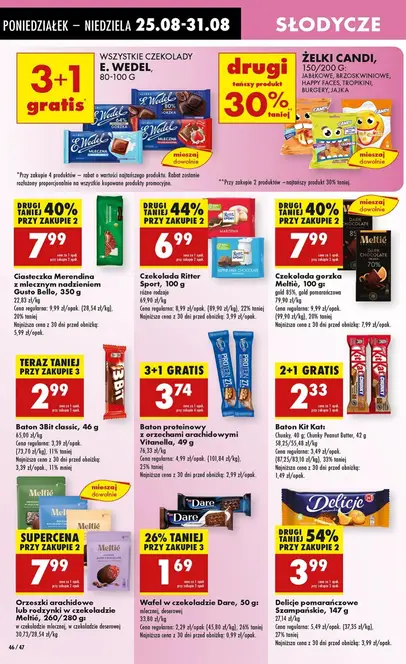 PONIEDZIAŁEK – NIEDZIELA 25.08-31.08
SŁODYCZE
3+1
gratis*
WSZYSTKIE CZEKOLADY
E. WEDEL,
80-100 G
mieszaj
dowolnie
*Przy zakupie 4 produktów – rabat o wartości najtańszego produktu. Rabat zostanie
rozłożony proporcjonalnie na wszystkie kupowane produkty promocyjne.
drugi
tańszy produkt
30%
taniej
ŻELKI CANDI,
150/200 G:
JABŁKOWE, BRZOSKWINIOWE,
HAPPY FACES, TROPIKINI,
BURGERY, JAJKA
mieszaj
dowolnie
**Przy zakupie 2 produktów – najtańszy produkt 30% taniej.
DRUGI 40%
TANIEJ
PRZY ZAKUPIE 2
7 99
Ciasteczka Merendina
z mlecznym nadzieniem
Gusto Bello, 350 g
22,83 zł/kg
Cena regularna: 9,99 zł/opak. (28,54 zł/kg),
20% taniej
Najniższa cena z 30 dni przed obniżką:
5,99 zł/opak.
DRUGI 44%
TANIEJ
PRZY ZAKUPIE 2
6 99
Czekolada Ritter
Sport, 100 g
różne rodzaje
69,90 zł/kg
Cena regularna: 8,99 zł/opak. (89,90 zł/kg), 22% taniej
Najniższa cena z 30 dni przed obniżką: 5,99 zł/opak.
DRUGI 40%
TANIEJ
PRZY ZAKUPIE 2
7 99
Czekolada gorzka
Meltié, 100 g:
gold 85%, gold pomarańczowa
79,90 zł/kg
Cena regularna: 9,99 zł/opak. (99,90 zł/kg), 20% taniej
Najniższa cena z 30 dni przed obniżką: 7,99 zł/opak.
TERAZ TANIEJ
PRZY ZAKUPIE 3
2 99
Baton 3Bit classic, 46 g
65,00 zł/kg
Cena regularna: 3,39 zł/opak.
(73,70 zł/kg), 11% taniej
Najniższa cena z 30 dni przed obniżką:
3,39 zł/opak., 11% mniej
3+1 GRATIS
3 74
Baton proteinowy
z orzechami arachidowymi
Vitanella, 49 g
76,33 zł/kg
Cena regularna: 4,99 zł/opak. (101,84 zł/kg),
25% taniej
Najniższa cena z 30 dni przed obniżką: 2,99 zł/opak.
2+1 GRATIS
2 33
Baton Kit Kat:
Chunky, 40 g; Chunky Peanut Butter, 42 g
58,25/55,48 zł/kg
Cena regularna: 3,49 zł/opak.
(87,25/83,10 zł/kg), 33% taniej
Najniższa cena z 30 dni przed obniżką:
1,49 zł/opak.
mieszaj
dowolnie
SUPERCENA
PRZY ZAKUPIE 2
7 99
Orzeszki arachidowe
lub rodzynki w czekoladzie
Meltié, 260/280 g:
w czekoladzie mlecznej, w czekoladzie deserowej
30,73/28,54 zł/kg
26% TANIEJ
PRZY ZAKUPIE 2
1 69
Wafel w czekoladzie Dare, 50 g:
mlecznej, deserowej
33,80 zł/kg
Cena regularna: 2,29 zł/opak. (45,80 zł/kg), 26% taniej
Najniższa cena z 30 dni przed obniżką: 2,99 zł/opak.
DRUGI 54%
TANIEJ
PRZY ZAKUPIE 2
3 99
Delicje pomarańczowe
Szampańskie, 147 g
27,14 zł/kg
Cena regularna: 5,49 zł/opak. (37,35 zł/kg),
27% taniej
Najniższa cena z 30 dni przed obniżką: 3,99 zł/opak.
46 / 47